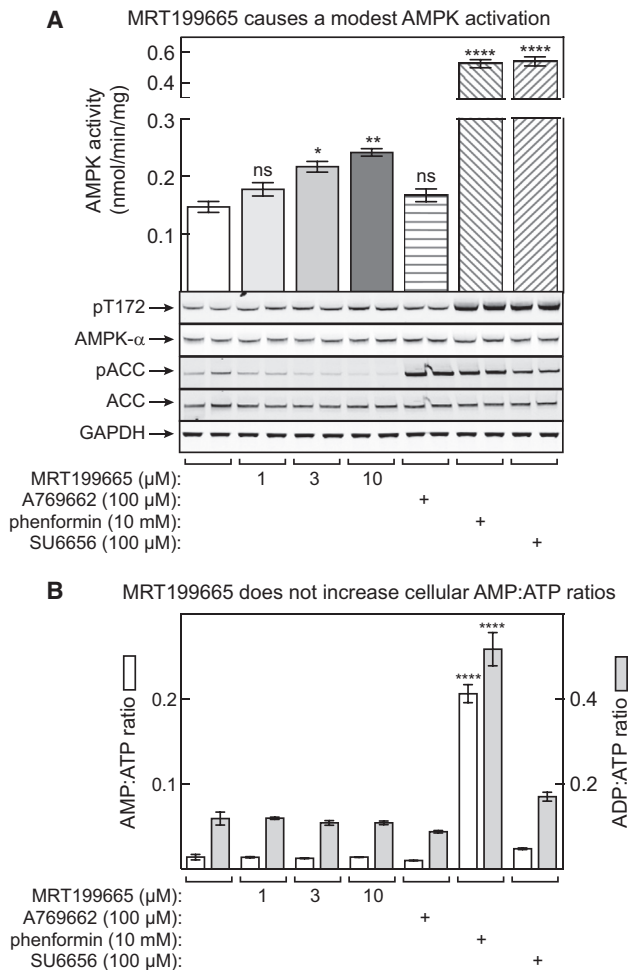 A MRT199665 causes a modest AMPK activation
AMPK activity
(nmol/min/mg)
0.6
0.4
0.3
0.2
0.1
ns
*
**
ns
****
****
pT172
AMPK-α
pACC
ACC
GAPDH
MRT199665 (μM): 1 3 10
A769662 (100 μM): +
phenformin (10 mM): +
SU6656 (100 μM): +
B MRT199665 does not increase cellular AMP:ATP ratios
AMP:ATP ratio
0.2
0.1
****
****
0.4
0.2
ADP:ATP ratio
MRT199665 (μM): 1 3 10
A769662 (100 μM): +
phenformin (10 mM): +
SU6656 (100 μM): +